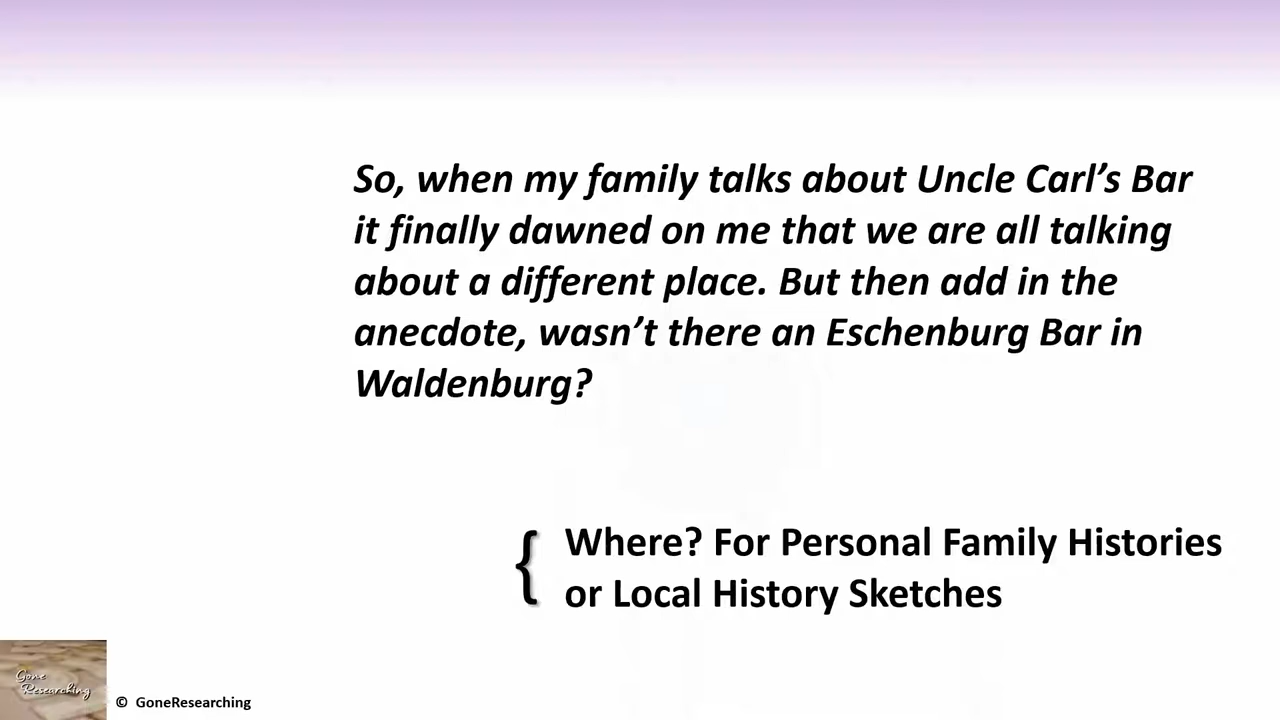 So, when my family talks about Uncle Carl’s Bar
it finally dawned on me that we are all talking
about a different place. But then add in the
anecdote, wasn’t there an Eschenburg Bar in
Waldenburg?
{ Where? For Personal Family Histories
or Local History Sketches
Gone
Researching
© GoneResearching